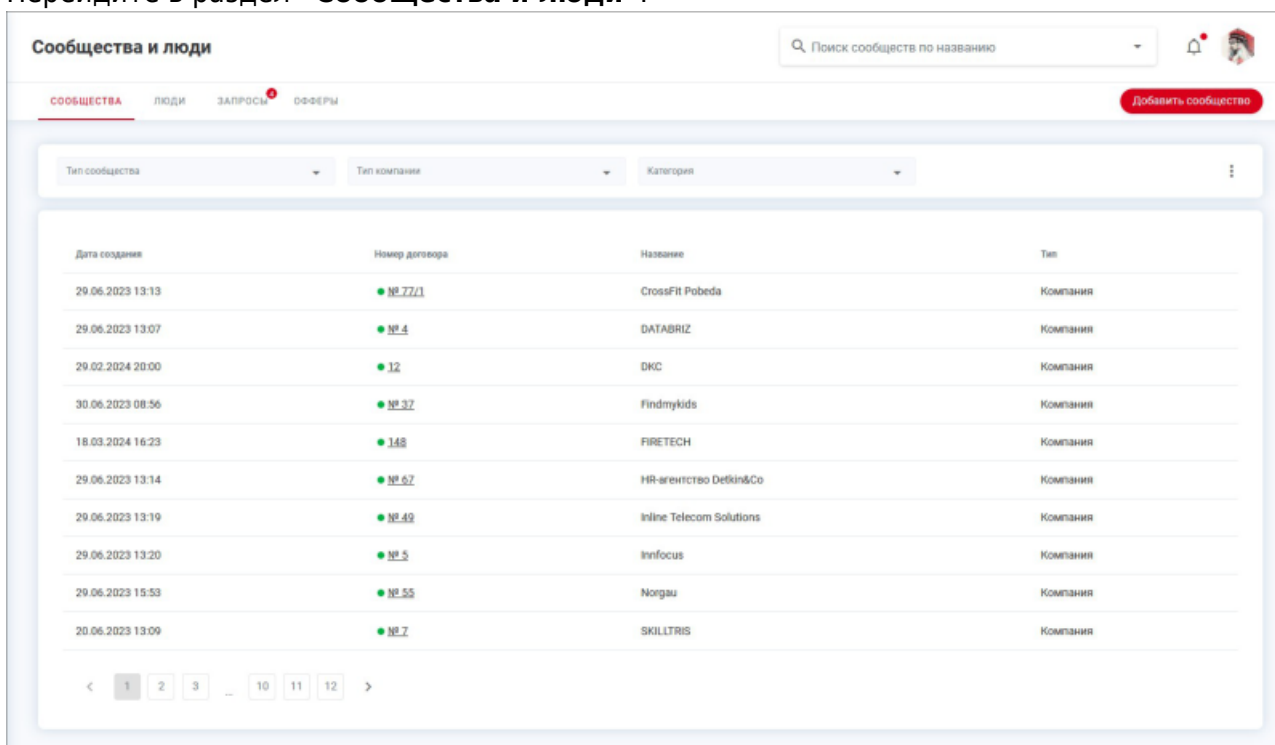 Перейдите в раздел "Сообщества и люди".
Сообщества и люди
Поиск сообществ по названию
СООБЩЕСТВА ЛЮДИ ЗАПРОСЫ 4 ОФФЕРЫ
Добавить сообщество
Тип сообщества Тип компании Категория
Дата создания Номер договора Название Тип
29.06.2023 13:13 № 77/1 CrossFit Pobeda Компания
29.06.2023 13:07 № 4 DATABRIZ Компания
29.02.2024 20:00 12 DKC Компания
30.06.2023 08:56 № 37 Findmykids Компания
18.03.2024 16:23 148 FIRETECH Компания
29.06.2023 13:14 № 67 HR-агентство Detkin&Co Компания
29.06.2023 13:19 № 49 Inline Telecom Solutions Компания
29.06.2023 13:20 № 5 Innfocus Компания
29.06.2023 15:53 № 55 Norgau Компания
20.06.2023 13:09 № 7 SKILLTRIS Компания
< 1 2 3 ... 10 11 12 >